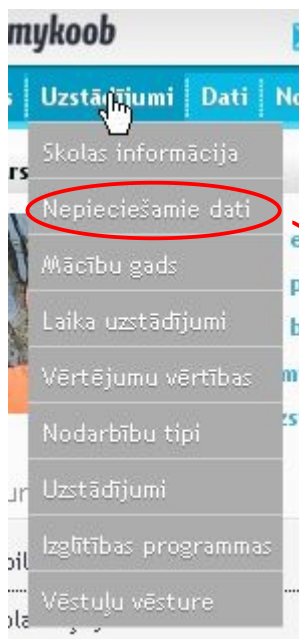 mykoob
Uzstādījumi Dati
Skolas informācija
Nepieciešamie dati
Mācību gads
Laika uzstādījumi
Vērtējumu vērtības
Nodarbību tipi
Uzstādījumi
Izglītības programmas
Vēstuļu vēsture